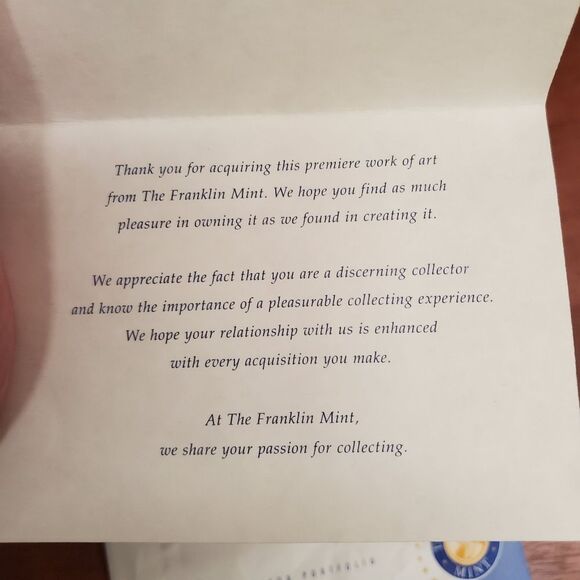 Thank you for acquiring this premiere work of art
from The Franklin Mint. We hope you find as much
pleasure in owning it as we found in creating it.
We appreciate the fact that you are a discerning collector
and know the importance of a pleasurable collecting experience.
We hope your relationship with us is enhanced
with every acquisition you make.
At The Franklin Mint,
we share your passion for collecting.
PORTFOLIO
MINT